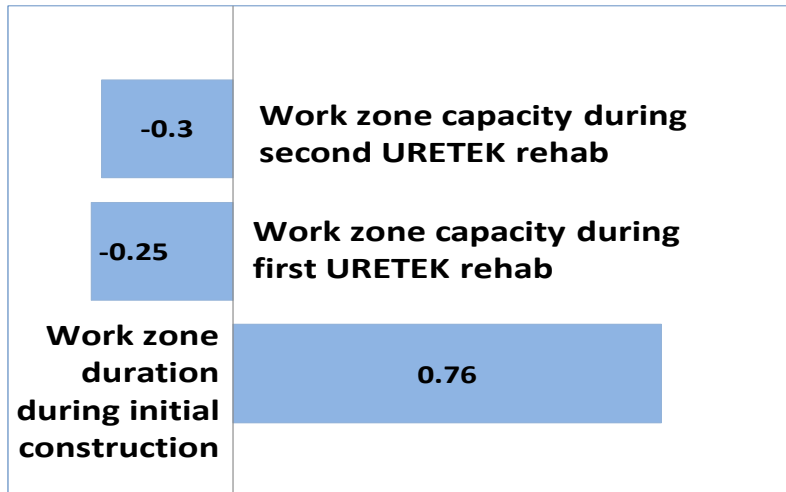 -0.3
Work zone capacity during
second URETEK rehab
-0.25
Work zone capacity during
first URETEK rehab
Work zone
duration
during initial
construction
0.76